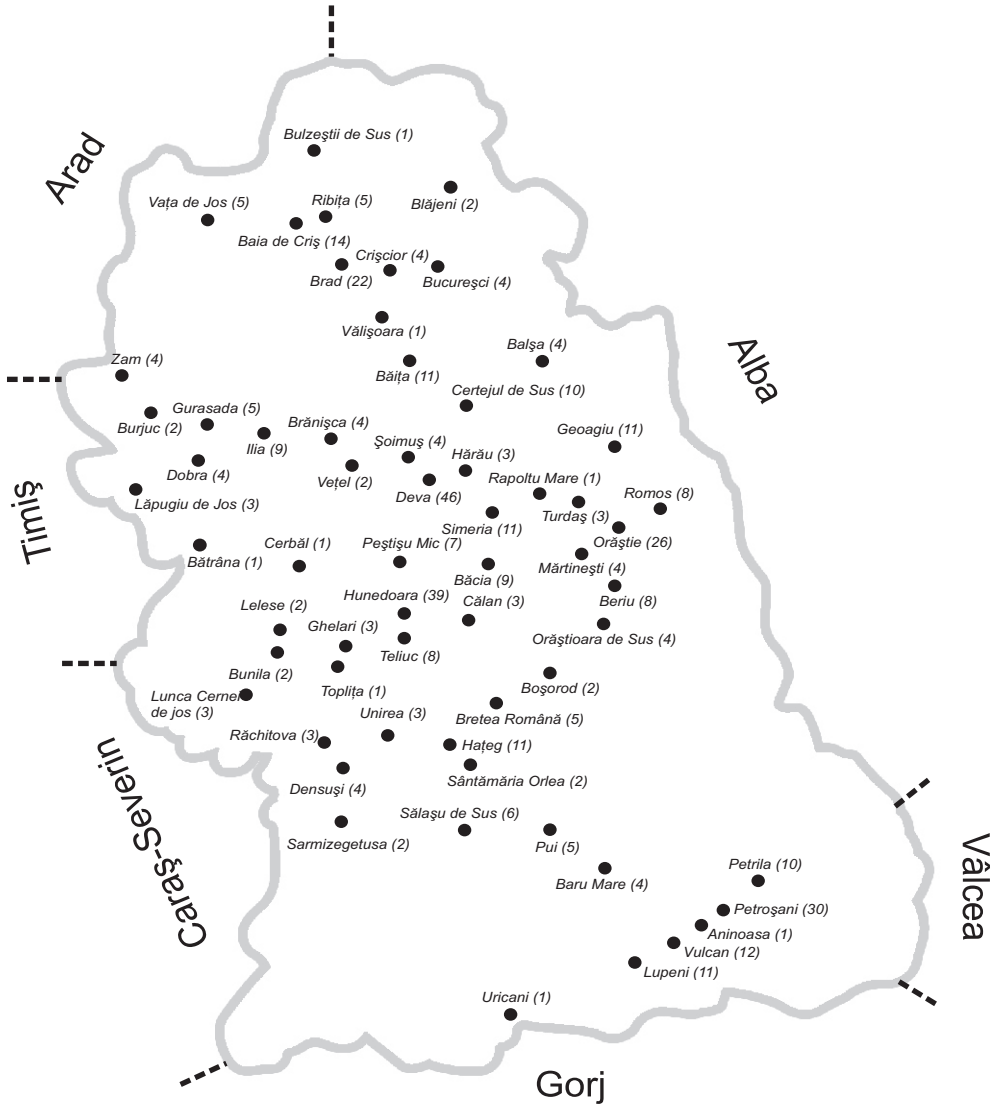 Bulzeştii de Sus (1)
Arad
Blăjeni (2)
Ribiţa (5)
Vaţa de Jos (5)
Baia de Criş (14)
Crişcior (4)
Brad (22)
Bucureşci (4)
Vălişoara (1)
Balşa (4)
Alba
Zam (4)
Băiţa (11)
Certejul de Sus (10)
Gurasada (5)
Burjuc (2)
Brănişca (4)
Geoagiu (11)
Ilia (9)
Şoimuş (4)
Hărău (3)
Dobra (4)
Veţel (2)
Rapoltu Mare (1)
Deva (46)
Romos (8)
Lăpugiu de Jos (3)
Turdaş (3)
Timiş
Simeria (11)
Orăştie (26)
Cerbăl (1)
Peştişu Mic (7)
Bătrâna (1)
Mărtineşti (4)
Băcia (9)
Hunedoara (39)
Călan (3)
Beriu (8)
Lelese (2)
Ghelari (3)
Orăştioara de Sus (4)
Teliuc (8)
Bunila (2)
Topliţa (1)
Boşorod (2)
Lunca Cernei
de jos (3)
Unirea (3)
Bretea Română (5)
Răchitova (3)
Haţeg (11)
Caraş-Severin
Densuşi (4)
Sântămăria Orlea (2)
Sălaşu de Sus (6)
Sarmizegetusa (2)
Pui (5)
Vâlcea
Petrila (10)
Baru Mare (4)
Petroşani (30)
Aninoasa (1)
Vulcan (12)
Lupeni (11)
Uricani (1)
Gorj